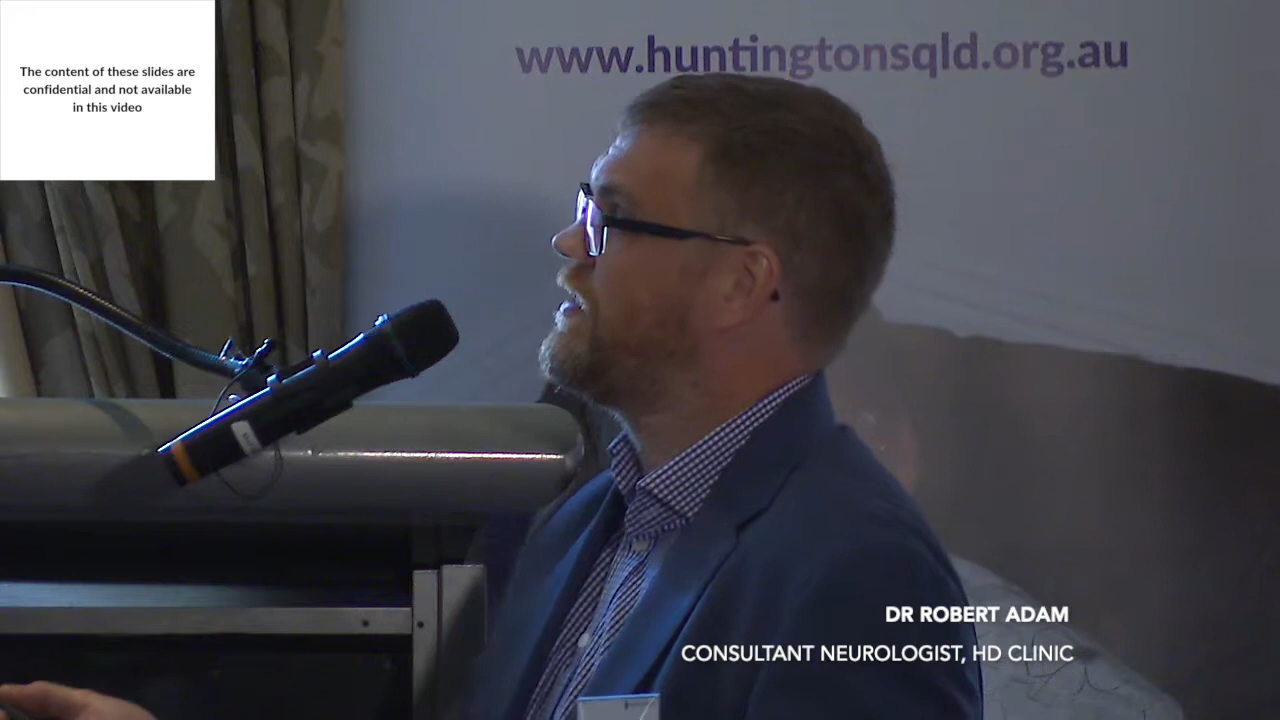 The content of these slides are
confidential and not available
in this video
www.huntingtonsqld.org.au
DR ROBERT ADAM
CONSULTANT NEUROLOGIST, HD CLINIC